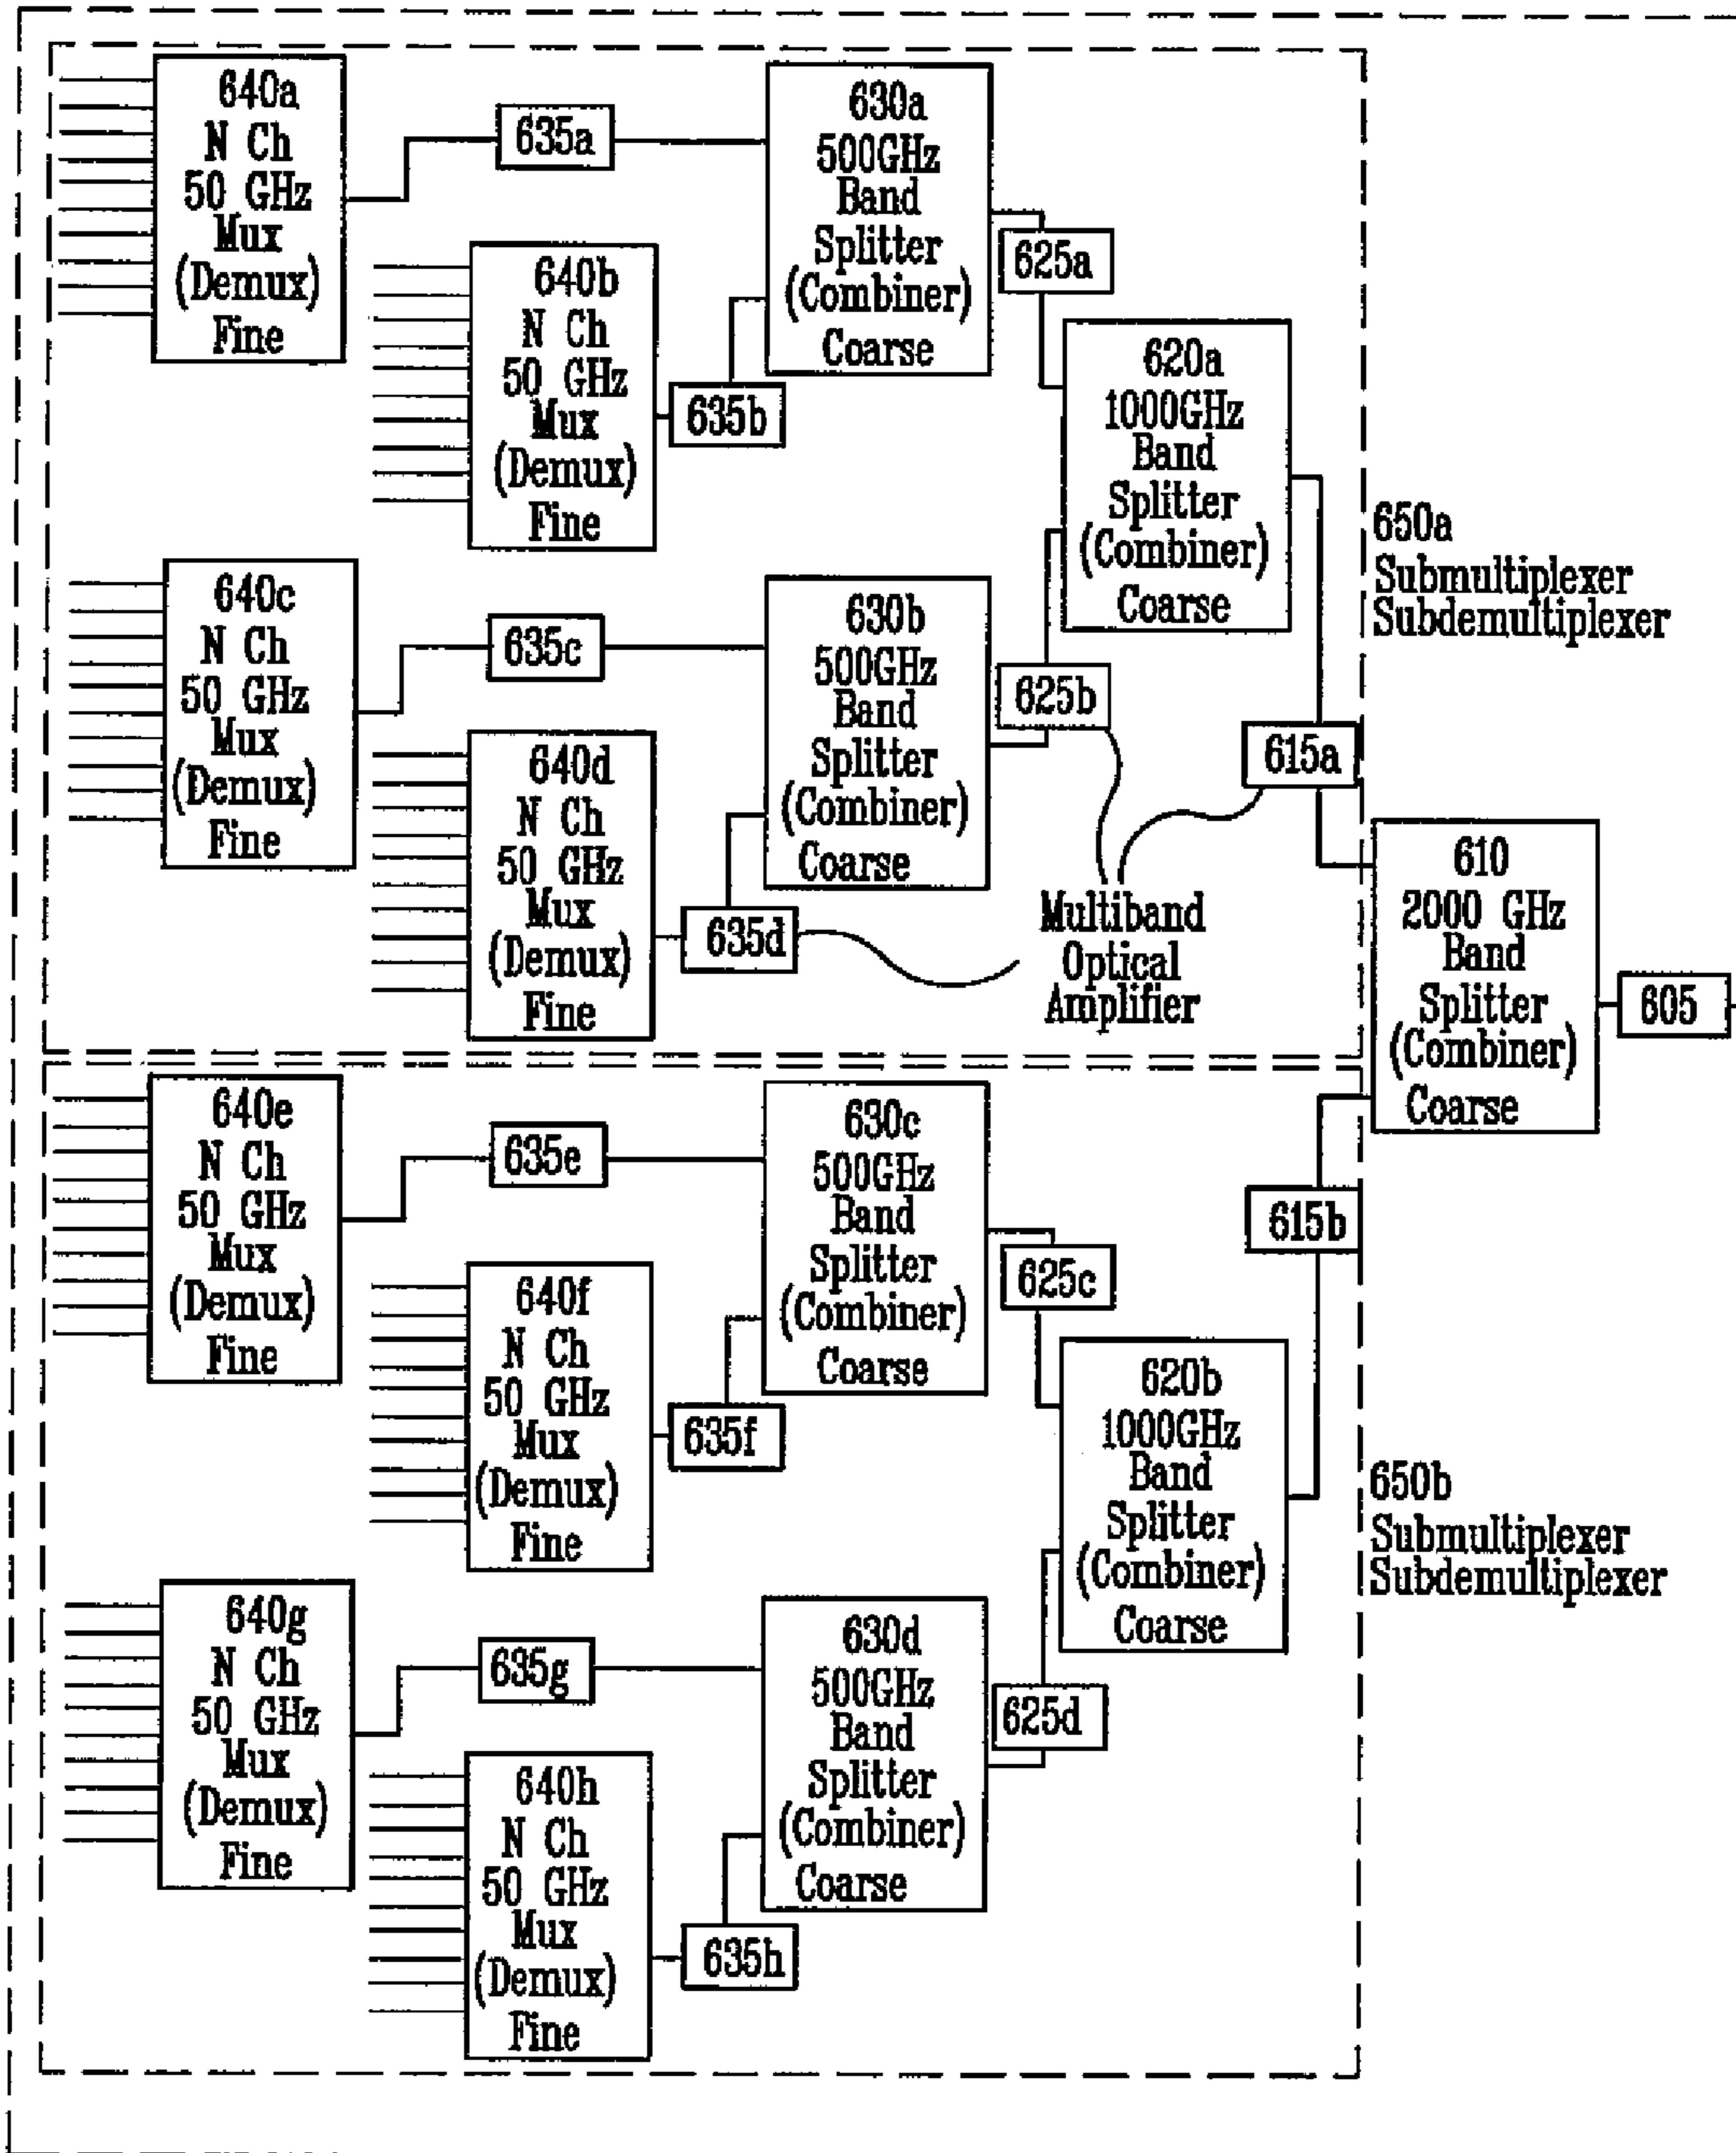 640a
N Ch
50 GHz
Mux
(Demux)
Fine
635a
630a
500GHz
Band
Splitter
(Combiner)
Coarse
625a
640b
N Ch
50 GHz
Mux
(Demux)
Fine
635b
620a
1000GHz
Band
Splitter
(Combiner)
Coarse
650a
Submultiplexer
Subdemultiplexer
640c
N Ch
50 GHz
Mux
(Demux)
Fine
635c
630b
500GHz
Band
Splitter
(Combiner)
Coarse
625b
615a
640d
N Ch
50 GHz
Mux
(Demux)
Fine
635d
Multiband
Optical
Amplifier
610
2000 GHz
Band
Splitter
(Combiner)
Coarse
605
640e
N Ch
50 GHz
Mux
(Demux)
Fine
635e
630c
500GHz
Band
Splitter
(Combiner)
Coarse
625c
615b
640f
N Ch
50 GHz
Mux
(Demux)
Fine
635f
620b
1000GHz
Band
Splitter
(Combiner)
Coarse
650b
Submultiplexer
Subdemultiplexer
640g
N Ch
50 GHz
Mux
(Demux)
Fine
635g
630d
500GHz
Band
Splitter
(Combiner)
Coarse
625d
640h
N Ch
50 GHz
Mux
(Demux)
Fine
635h